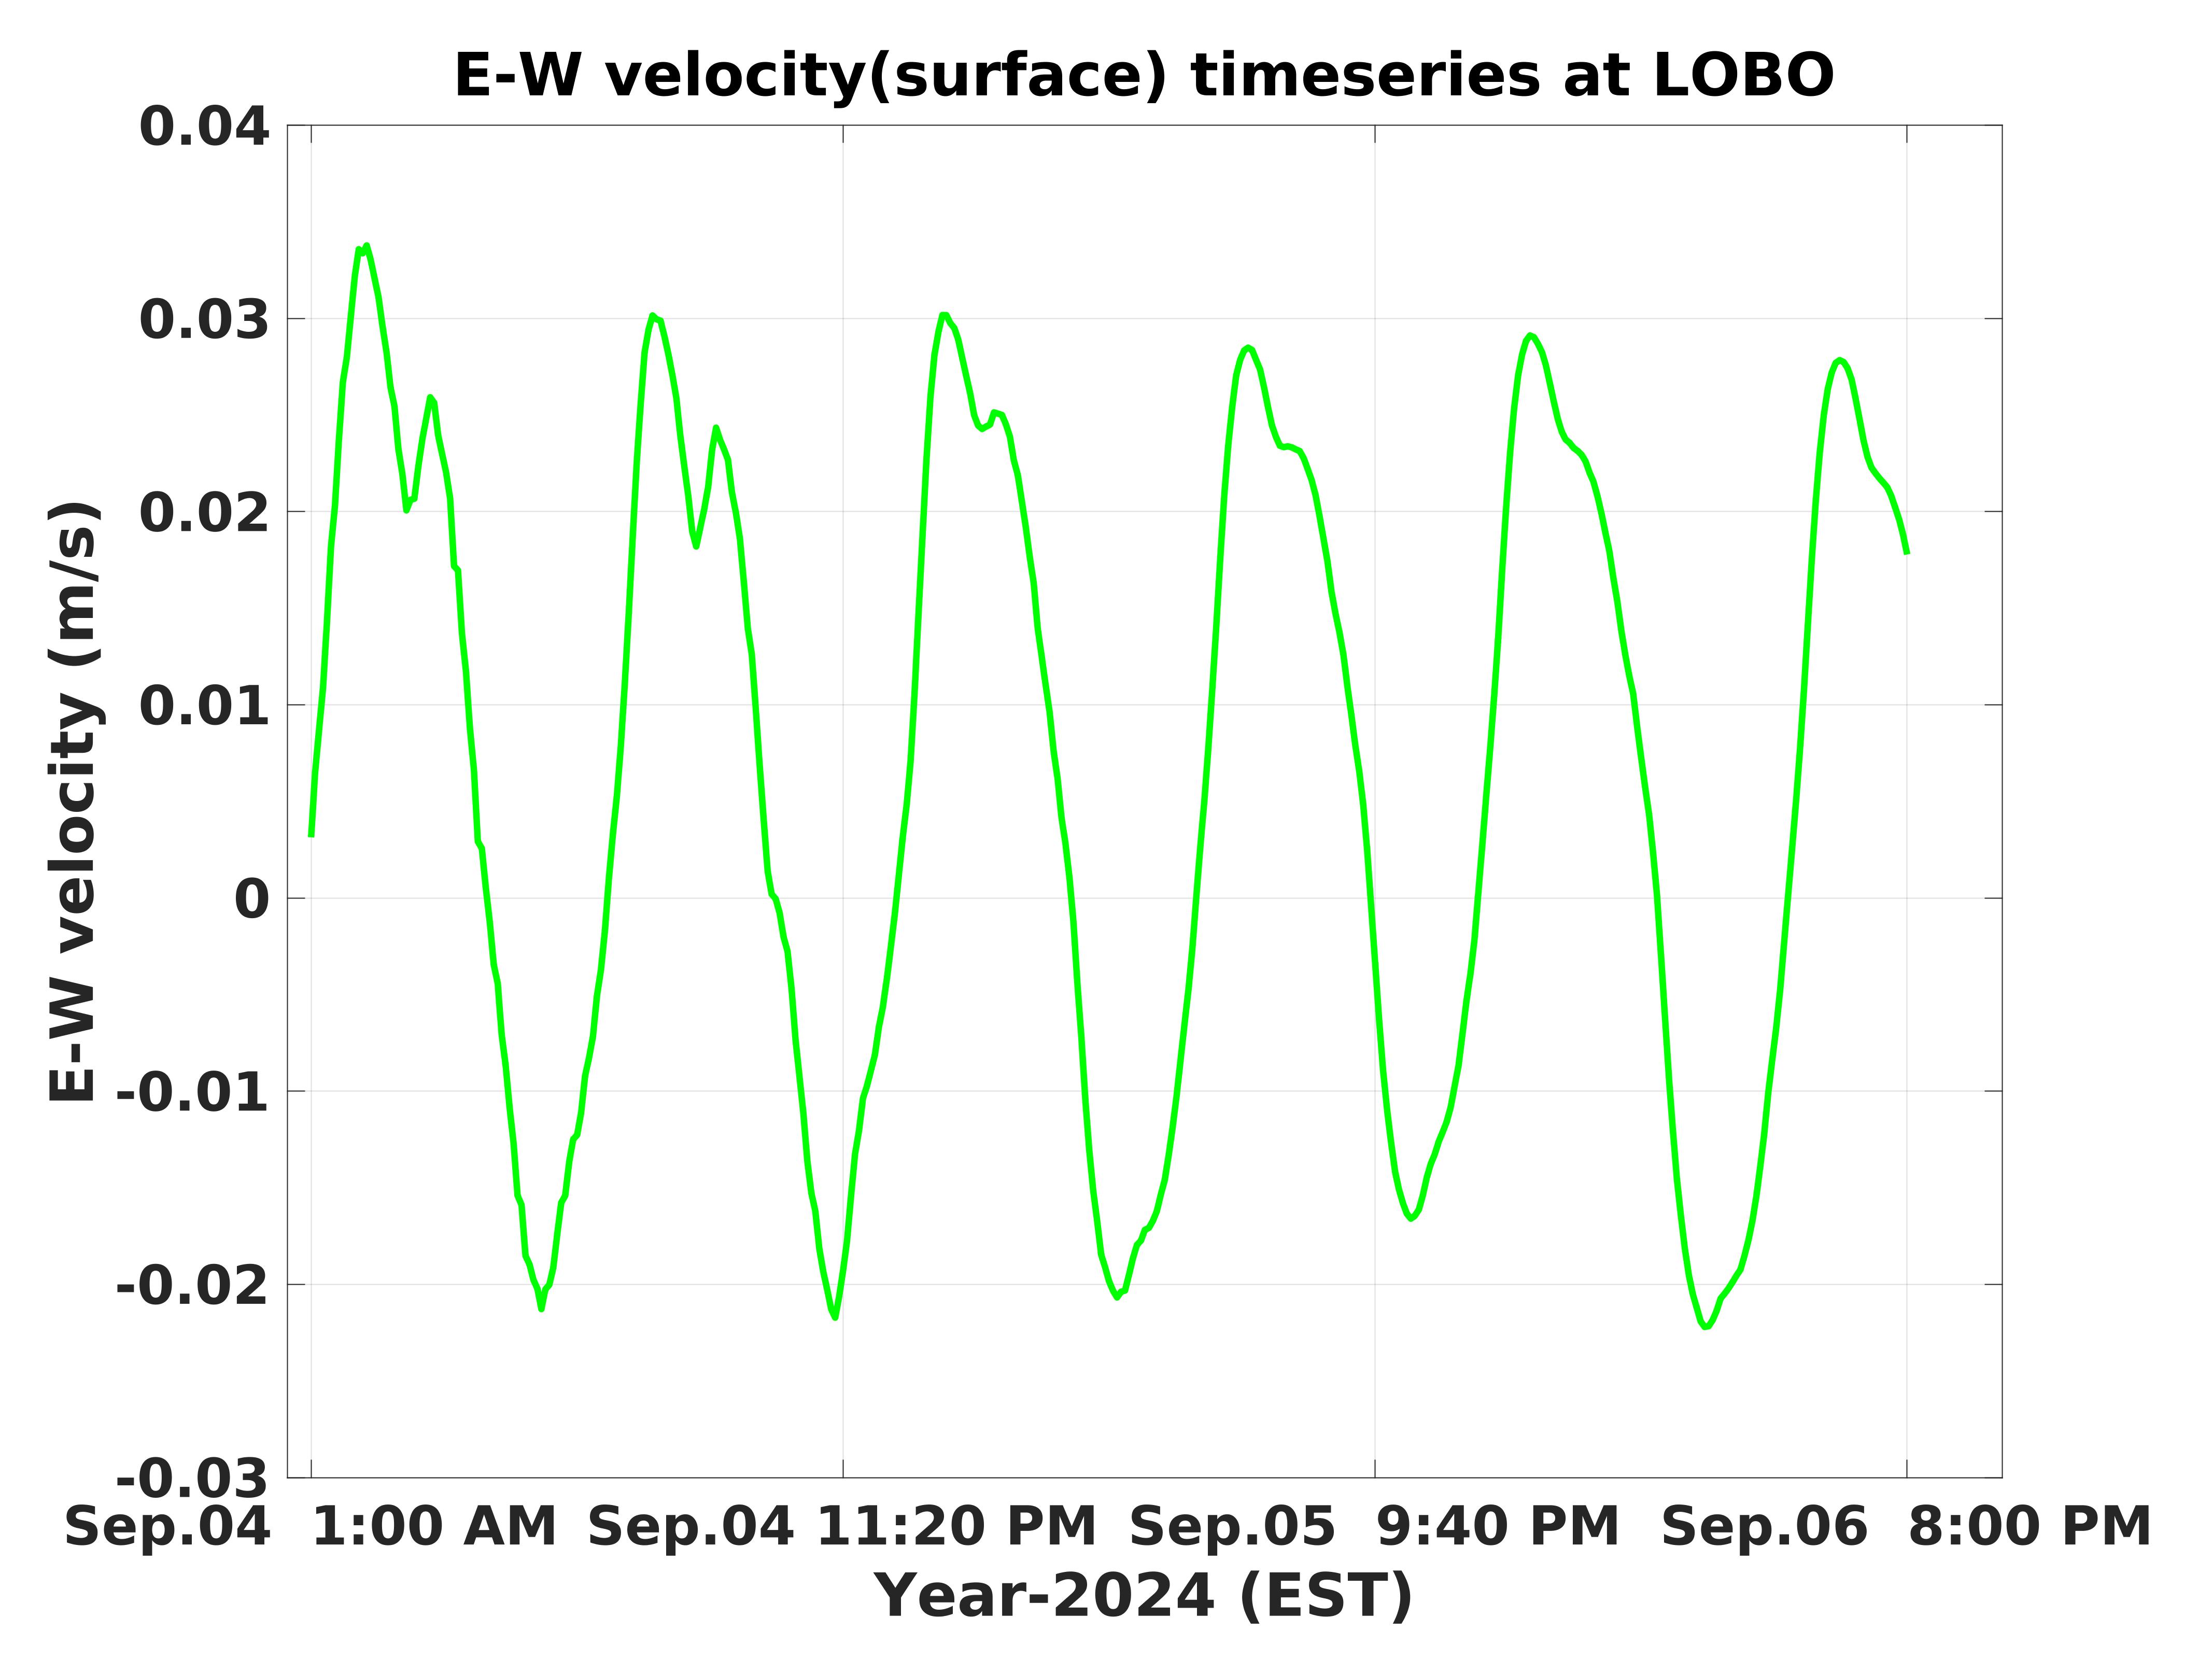 E-W velocity(surface) timeseries at LOBO
E-W velocity (m/s)
0.04
0.03
0.02
0.01
0
-0.01
-0.02
-0.03
Sep.04 1:00 AM Sep.04 11:20 PM Sep.05 9:40 PM Sep.06 8:00 PM
Year-2024 (EST)